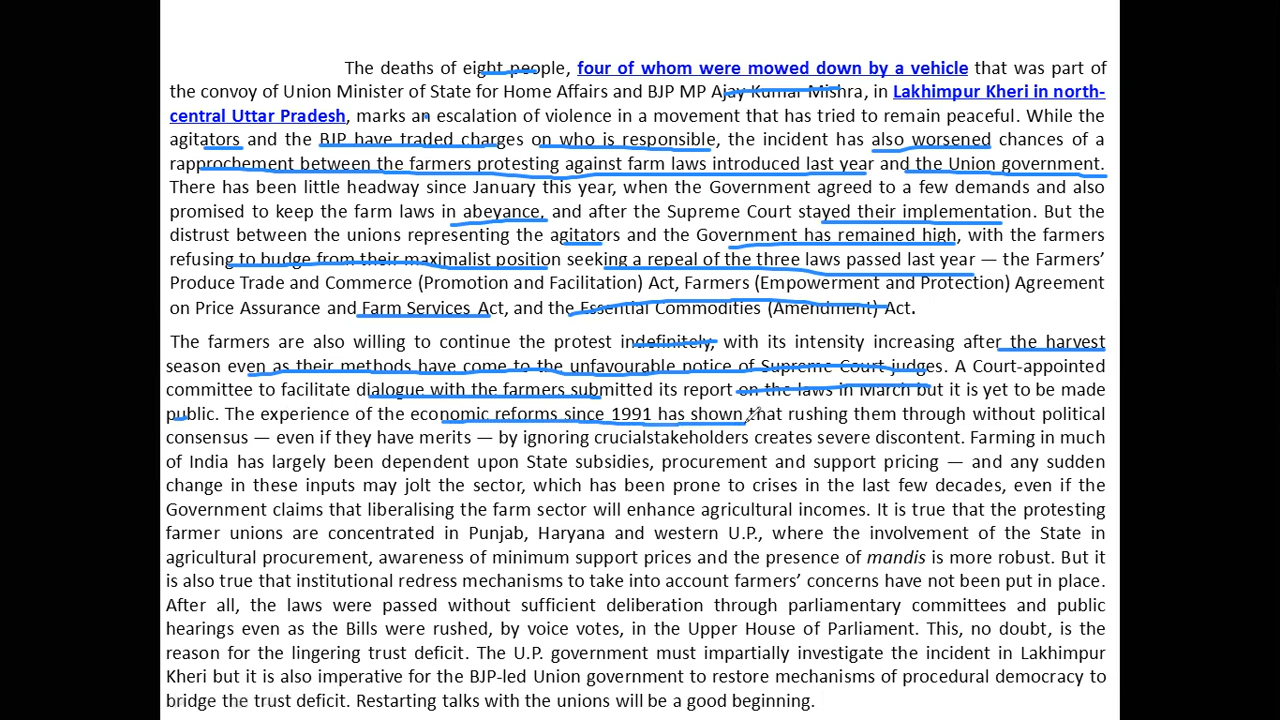 The deaths of eight people, four of whom were mowed down by a vehicle that was part of
the convoy of Union Minister of State for Home Affairs and BJP MP Ajay Kumar Mishra, in Lakhimpur Kheri in north-
central Uttar Pradesh, marks an escalation of violence in a movement that has tried to remain peaceful. While the
agitators and the BJP have traded charges on who is responsible, the incident has also worsened chances of a
rapprochement between the farmers protesting against farm laws introduced last year and the Union government.
There has been little headway since January this year, when the Government agreed to a few demands and also
promised to keep the farm laws in abeyance, and after the Supreme Court stayed their implementation. But the
distrust between the unions representing the agitators and the Government has remained high, with the farmers
refusing to budge from their maximalist position seeking a repeal of the three laws passed last year — the Farmers’
Produce Trade and Commerce (Promotion and Facilitation) Act, Farmers (Empowerment and Protection) Agreement
on Price Assurance and Farm Services Act, and the Essential Commodities (Amendment) Act.
The farmers are also willing to continue the protest indefinitely, with its intensity increasing after the harvest
season even as their methods have come to the unfavourable notice of Supreme Court judges. A Court-appointed
committee to facilitate dialogue with the farmers submitted its report on the laws in March but it is yet to be made
public. The experience of the economic reforms since 1991 has shown that rushing them through without political
consensus — even if they have merits — by ignoring crucialstakeholders creates severe discontent. Farming in much
of India has largely been dependent upon State subsidies, procurement and support pricing — and any sudden
change in these inputs may jolt the sector, which has been prone to crises in the last few decades, even if the
Government claims that liberalising the farm sector will enhance agricultural incomes. It is true that the protesting
farmer unions are concentrated in Punjab, Haryana and western U.P., where the involvement of the State in
agricultural procurement, awareness of minimum support prices and the presence of mandis is more robust. But it
is also true that institutional redress mechanisms to take into account farmers’ concerns have not been put in place.
After all, the laws were passed without sufficient deliberation through parliamentary committees and public
hearings even as the Bills were rushed, by voice votes, in the Upper House of Parliament. This, no doubt, is the
reason for the lingering trust deficit. The U.P. government must impartially investigate the incident in Lakhimpur
Kheri but it is also imperative for the BJP-led Union government to restore mechanisms of procedural democracy to
bridge the trust deficit. Restarting talks with the unions will be a good beginning.